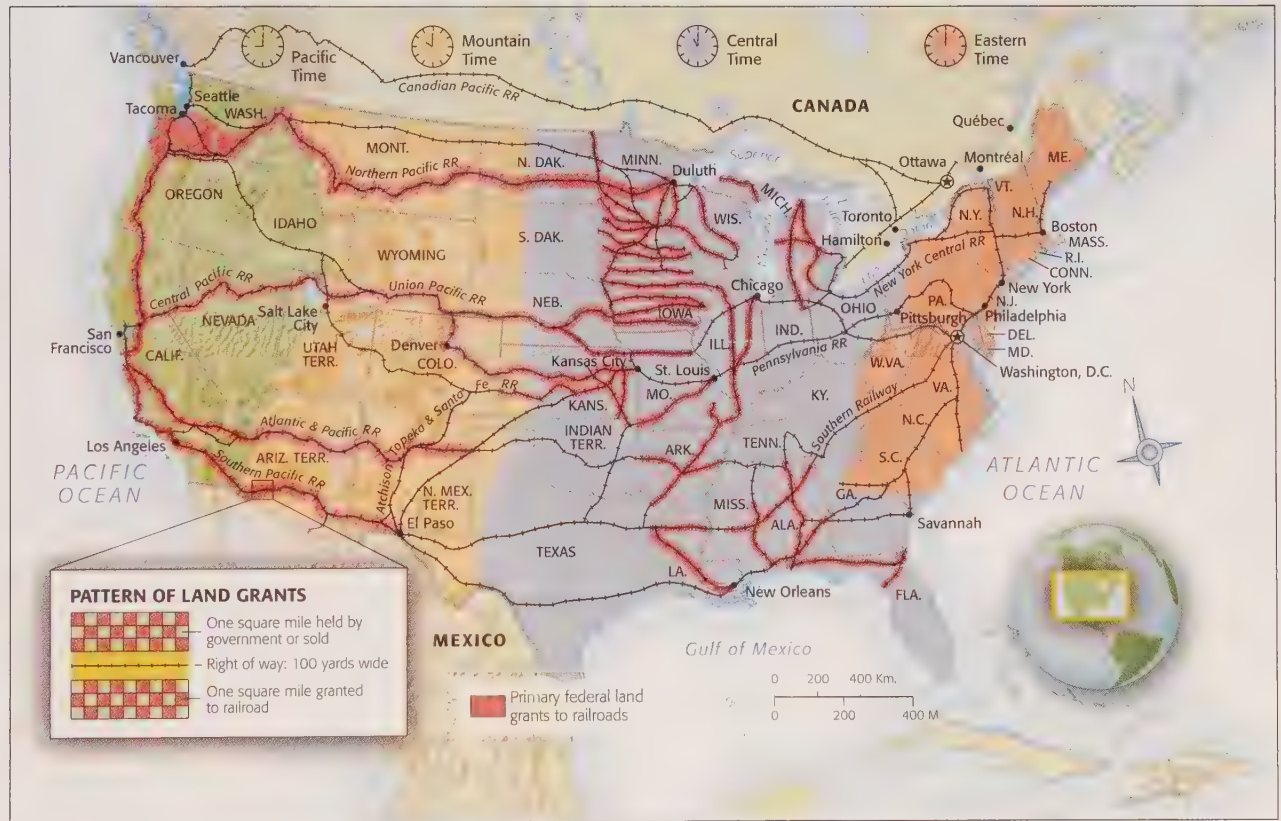 Pacific
Time
Mountain
Time
Central
Time
Eastern
Time
Vancouver
Canadian Pacific RR
CANADA
Seattle
Tacoma
WASH.
Québec
Ottawa
Montréal
ME.
MONT.
N. DAK.
MINN.
Superior
Duluth
Northern Pacific RR
VT.
OREGON
IDAHO
MICH.
WIS.
Toronto
N.Y.
N.H.
Boston
MASS.
S. DAK.
Hamilton
WYOMING
New York Central RR
R.I.
CONN.
Central Pacific RR
Union Pacific RR
Chicago
New York
NEB.
IOWA
OHIO
PA.
N.J.
NEVADA
Salt Lake
City
Pittsburgh
Philadelphia
San
Francisco
IND.
DEL.
Denver
ILL.
Pennsylvania RR
MD.
CALIF.
UTAH
TERR.
COLO.
Kansas City
St. Louis
W.VA.
Washington, D.C.
MO.
VA.
KANS.
KY.
Atchison Topeka & Santa Fe RR
Southern Railway
N
Atlantic & Pacific RR
INDIAN
TERR.
N.C.
Los Angeles
TENN.
ARIZ. TERR.
ARK.
S.C.
PACIFIC
OCEAN
Southern Pacific RR
ATLANTIC
OCEAN
N. MEX.
TERR.
MISS.
GA.
El Paso
ALA.
Savannah
TEXAS
LA.
New Orleans
FLA.
PATTERN OF LAND GRANTS
One square mile held by
government or sold
Right of way: 100 yards wide
One square mile granted
to railroad
MEXICO
Gulf of Mexico
Primary federal land
grants to railroads
0 200 400 Km.
0 200 400 M